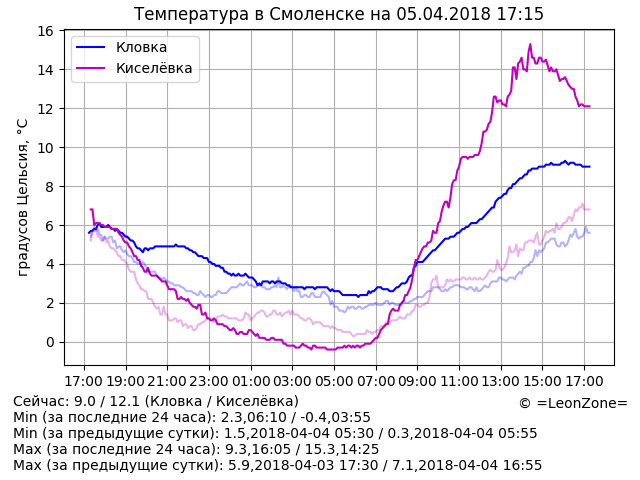 Температура в Смоленске на 05.04.2018 17:15
градусов Цельсия, °C
16
14
12
10
8
6
4
2
0
Кловка
Киселёвка
17:00 19:00 21:00 23:00 01:00 03:00 05:00 07:00 09:00 11:00 13:00 15:00 17:00
Сейчас: 9.0 / 12.1 (Кловка / Киселёвка)
© =LeonZone=
Min (за последние 24 часа): 2.3,06:10 / -0.4,03:55
Min (за предыдущие сутки): 1.5,2018-04-04 05:30 / 0.3,2018-04-04 05:55
Max (за последние 24 часа): 9.3,16:05 / 15.3,14:25
Max (за предыдущие сутки): 5.9,2018-04-03 17:30 / 7.1,2018-04-04 16:55